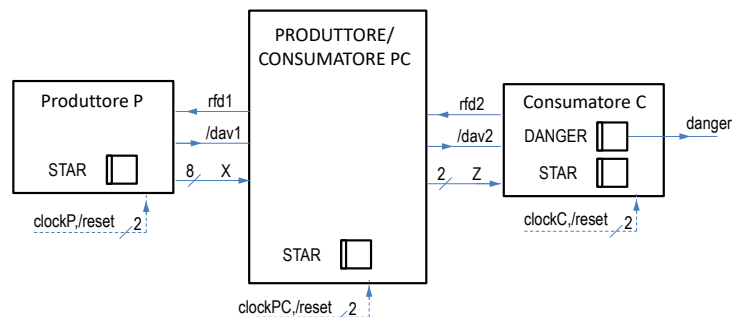 PRODUTTORE/
CONSUMATORE PC
Produttore P
rfd1
/dav1
8 X
STAR
clockP,/reset 2
STAR
clockPC,/reset 2
rfd2
/dav2
2 Z
Consumatore C
DANGER
danger
STAR
clockC,/reset 2